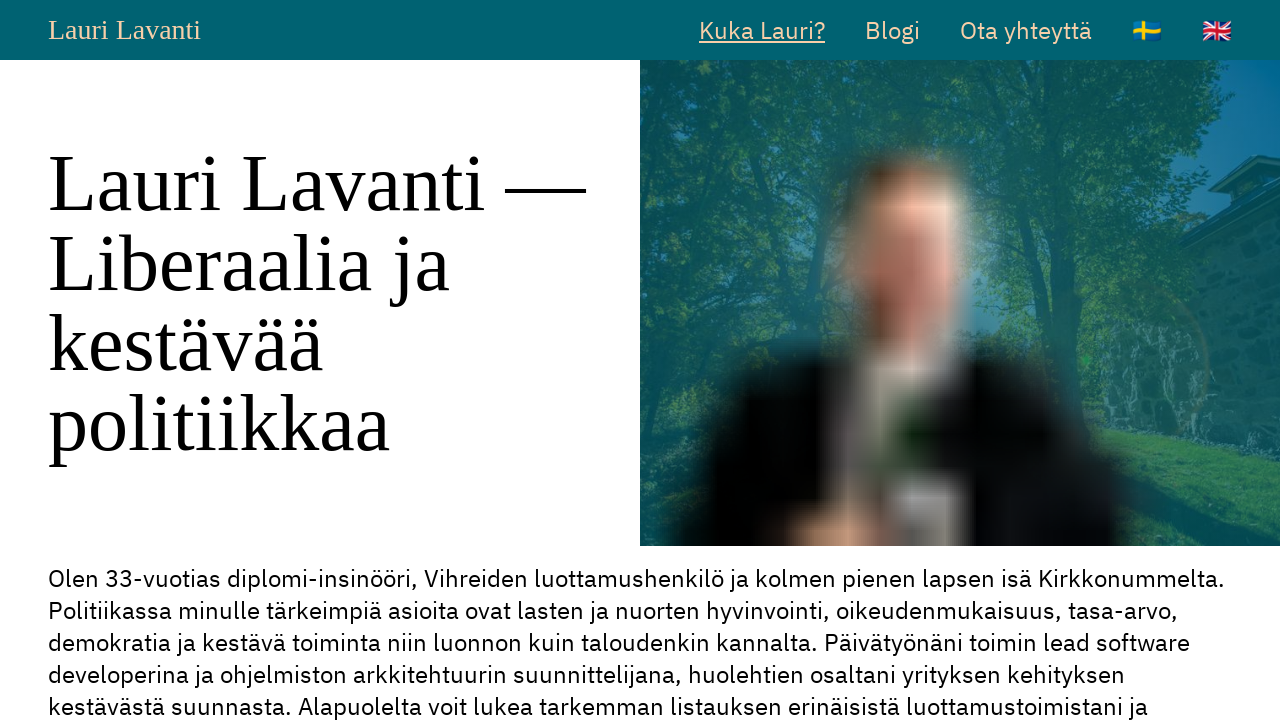 Lauri Lavanti
Kuka Lauri? Blogi Ota yhteyttä
Lauri Lavanti —
Liberaalia ja
kestävää
politiikkaa
Olen 33-vuotias diplomi-insinööri, Vihreiden luottamushenkilö ja kolmen pienen lapsen isä Kirkkonummelta.
Politiikassa minulle tärkeimpiä asioita ovat lasten ja nuorten hyvinvointi, oikeudenmukaisuus, tasa-arvo,
demokratia ja kestävä toiminta niin luonnon kuin taloudenkin kannalta. Päivätyönäni toimin lead software
developerina ja ohjelmiston arkkitehtuurin suunnittelijana, huolehtien osaltani yrityksen kehityksen
kestävästä suunnasta. Alapuolelta voit lukea tarkemman listauksen erinäisistä luottamustoimistani ja